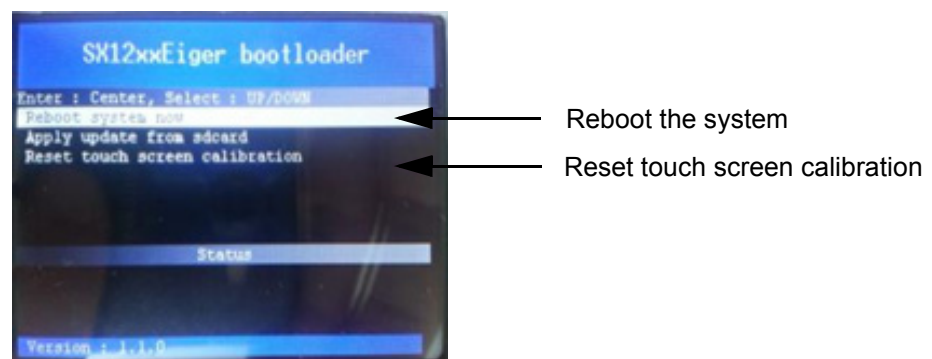 SX12xxEiger bootloader
Enter : Center, Select : UP/DOWN
Reboot system now
Reboot the system
Apply update from sdcard
Reset touch screen calibration
Reset touch screen calibration
Status
Version : 1.1.0